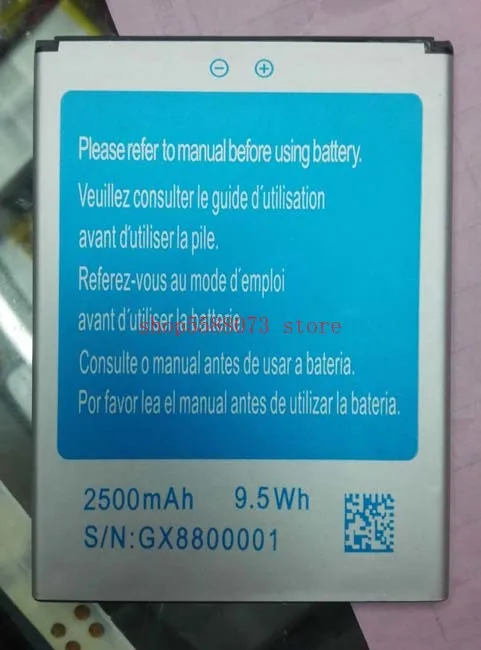 Please refer to manual before using battery.
Veuillez consulter le guide d'utilisation
avant d'utiliser la pile.
Referez-vous au mode d'emploi
avant d'utiliser la batterie.
shop3588073 store
Consulte o manual antes de usar a bateria.
Por favor lea el manual antes de utilizar la bateria.
2500mAh 9.5Wh
S/N:GX8800001